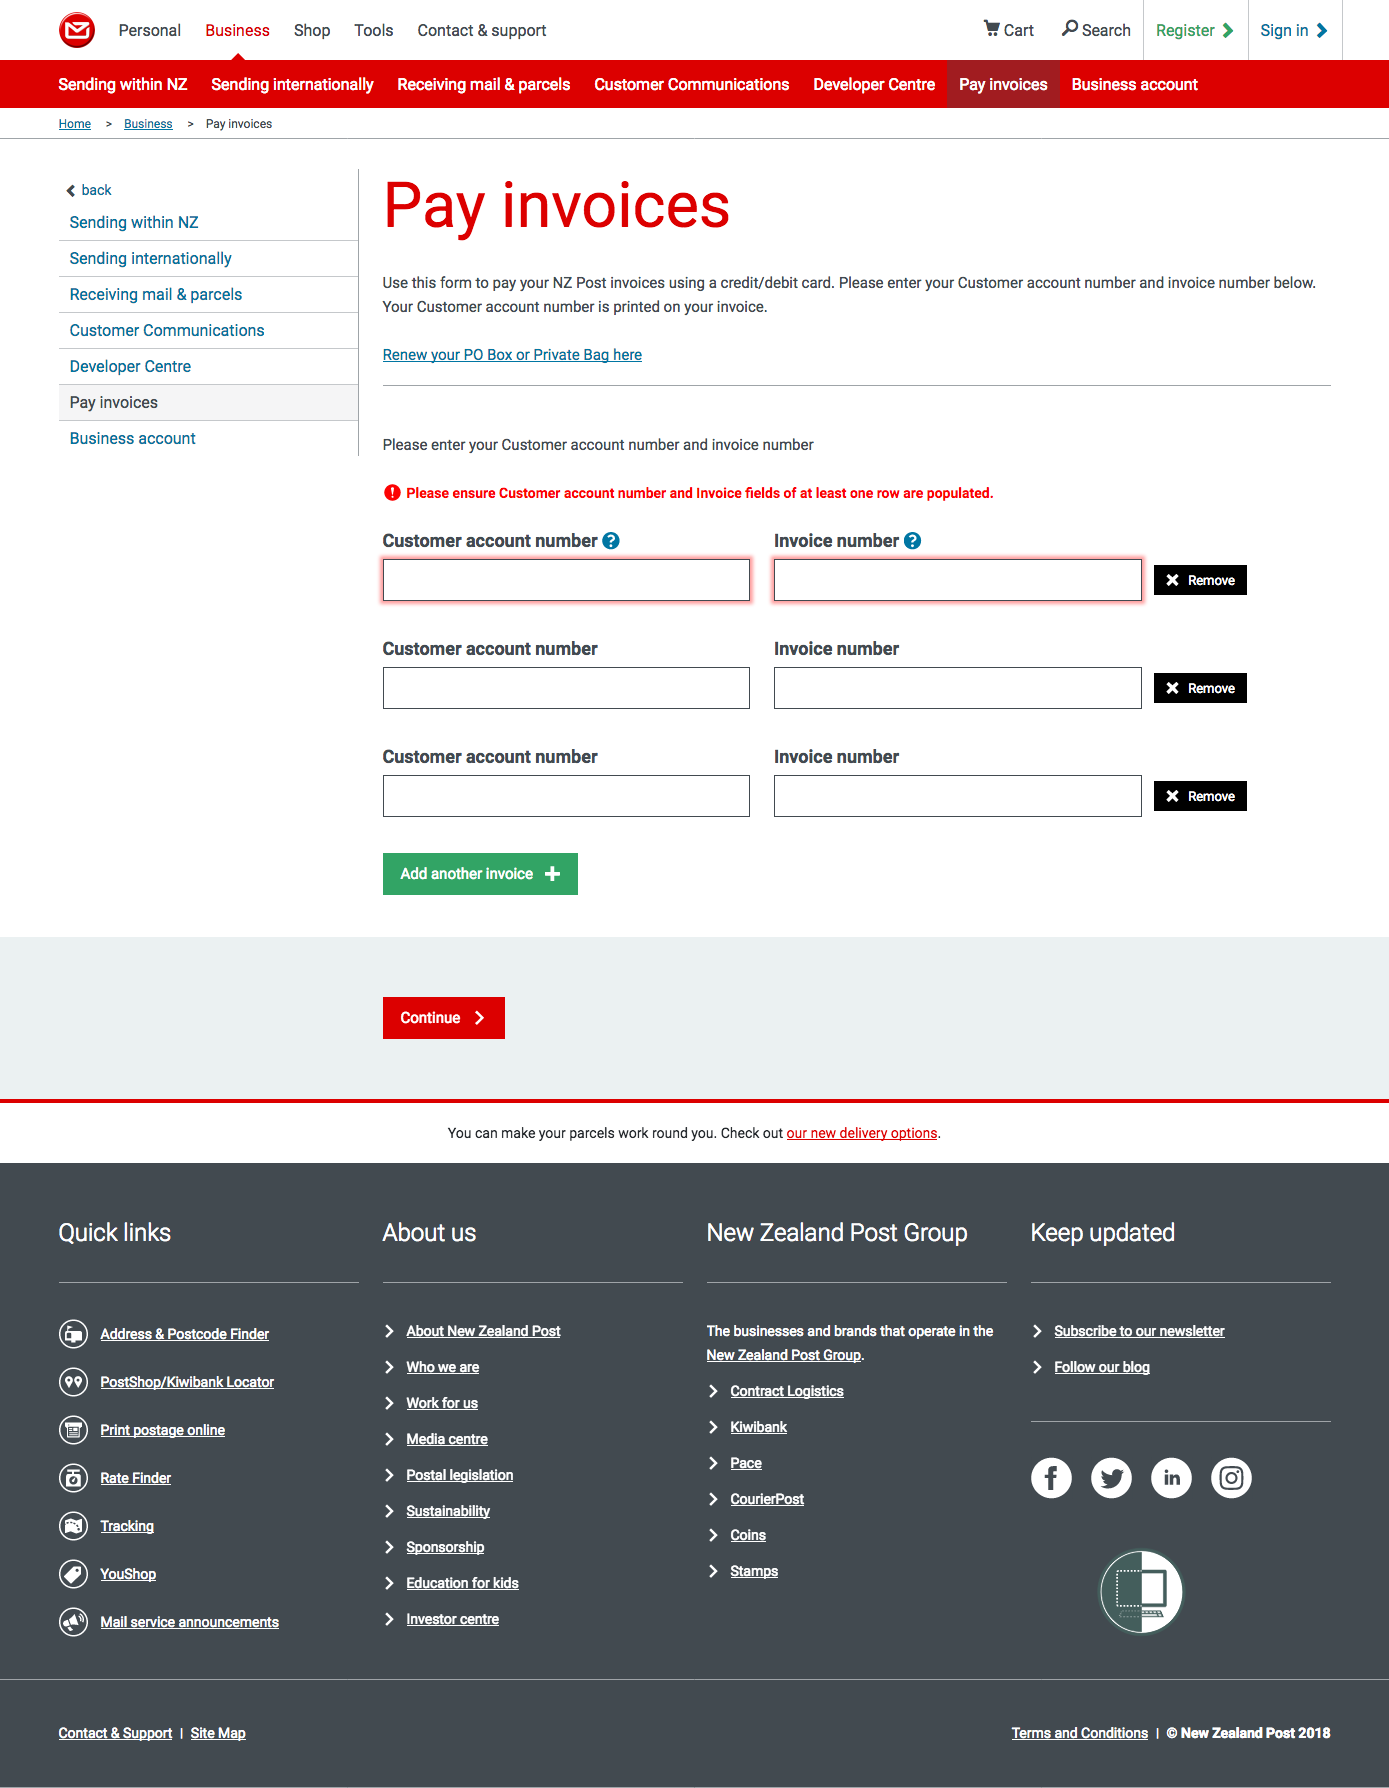 Personal Business Shop Tools Contact & support Cart Search Register Sign in
Sending within NZ Sending internationally Receiving mail & parcels Customer Communications Developer Centre Pay invoices Business account
Home > Business > Pay invoices
back
Sending within NZ
Sending internationally
Receiving mail & parcels
Customer Communications
Developer Centre
Pay invoices
Business account
Pay invoices
Use this form to pay your NZ Post invoices using a credit/debit card. Please enter your Customer account number and invoice number below.
Your Customer account number is printed on your invoice.
Renew your PO Box or Private Bag here
Please enter your Customer account number and invoice number
! Please ensure Customer account number and Invoice fields of at least one row are populated.
Customer account number ? Invoice number ?
Remove
Customer account number Invoice number
Remove
Customer account number Invoice number
Remove
Add another invoice
Continue
You can make your parcels work round you. Check out our new delivery options.
Quick links
Address & Postcode Finder
PostShop/Kiwibank Locator
Print postage online
Rate Finder
Tracking
YouShop
Mail service announcements
About us
About New Zealand Post
Who we are
Work for us
Media centre
Postal legislation
Sustainability
Sponsorship
Education for kids
Investor centre
New Zealand Post Group
The businesses and brands that operate in the
New Zealand Post Group.
Contract Logistics
Kiwibank
Pace
CourierPost
Coins
Stamps
Keep updated
Subscribe to our newsletter
Follow our blog
f in
Contact & Support | Site Map
Terms and Conditions | © New Zealand Post 2018